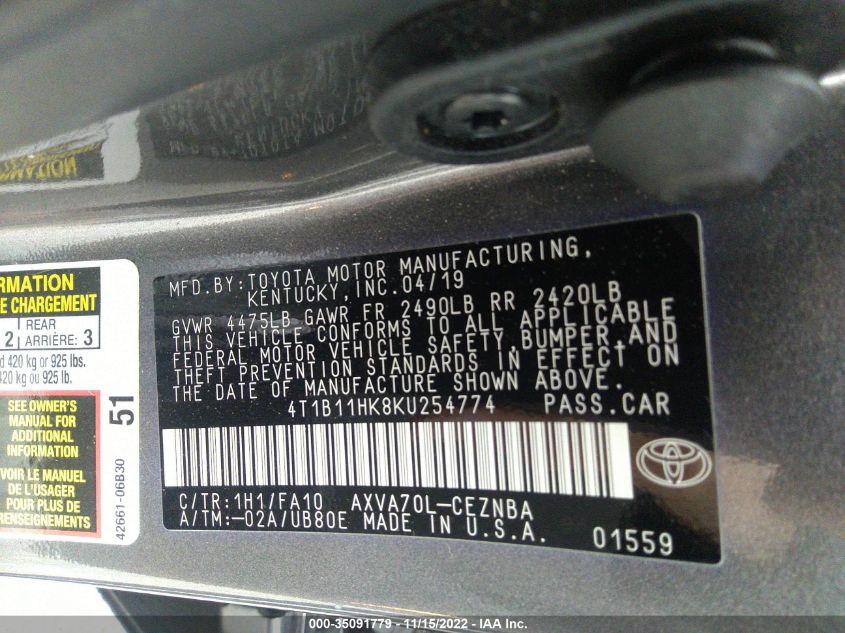 MFD.BY:TOYOTA MOTOR MANUFACTURING,
KENTUCKY,INC.04/19
GVWR 4475LB GAWR FR 2490LB RR 2420LB
THIS VEHICLE CONFORMS TO ALL APPLICABLE
FEDERAL MOTOR VEHICLE SAFETY,BUMPER,AND
THEFT PREVENTION STANDARDS IN EFFECT ON
THE DATE OF MANUFACTURE SHOWN ABOVE.
4T1B11HK8KU254774 PASS.CAR
C/TR:1H1/FA10 AXVA70L-CEZNBA
A/TM:-02A/UB80E MADE IN U.S.A. 01559
FORMATION
E CHARGEMENT
2 REAR
ARRIÈRE: 3
d 420 kg or 925 lbs.
420 kg ou 925 lb.
SEE OWNER'S
MANUAL FOR
ADDITIONAL
INFORMATION
VOIR LE MANUEL
DE L'USAGER
POUR PLUS DE
RENSEIGNEMENTS
51
42661-06B30
000-35091779 - 11/15/2022 - IAA Inc.